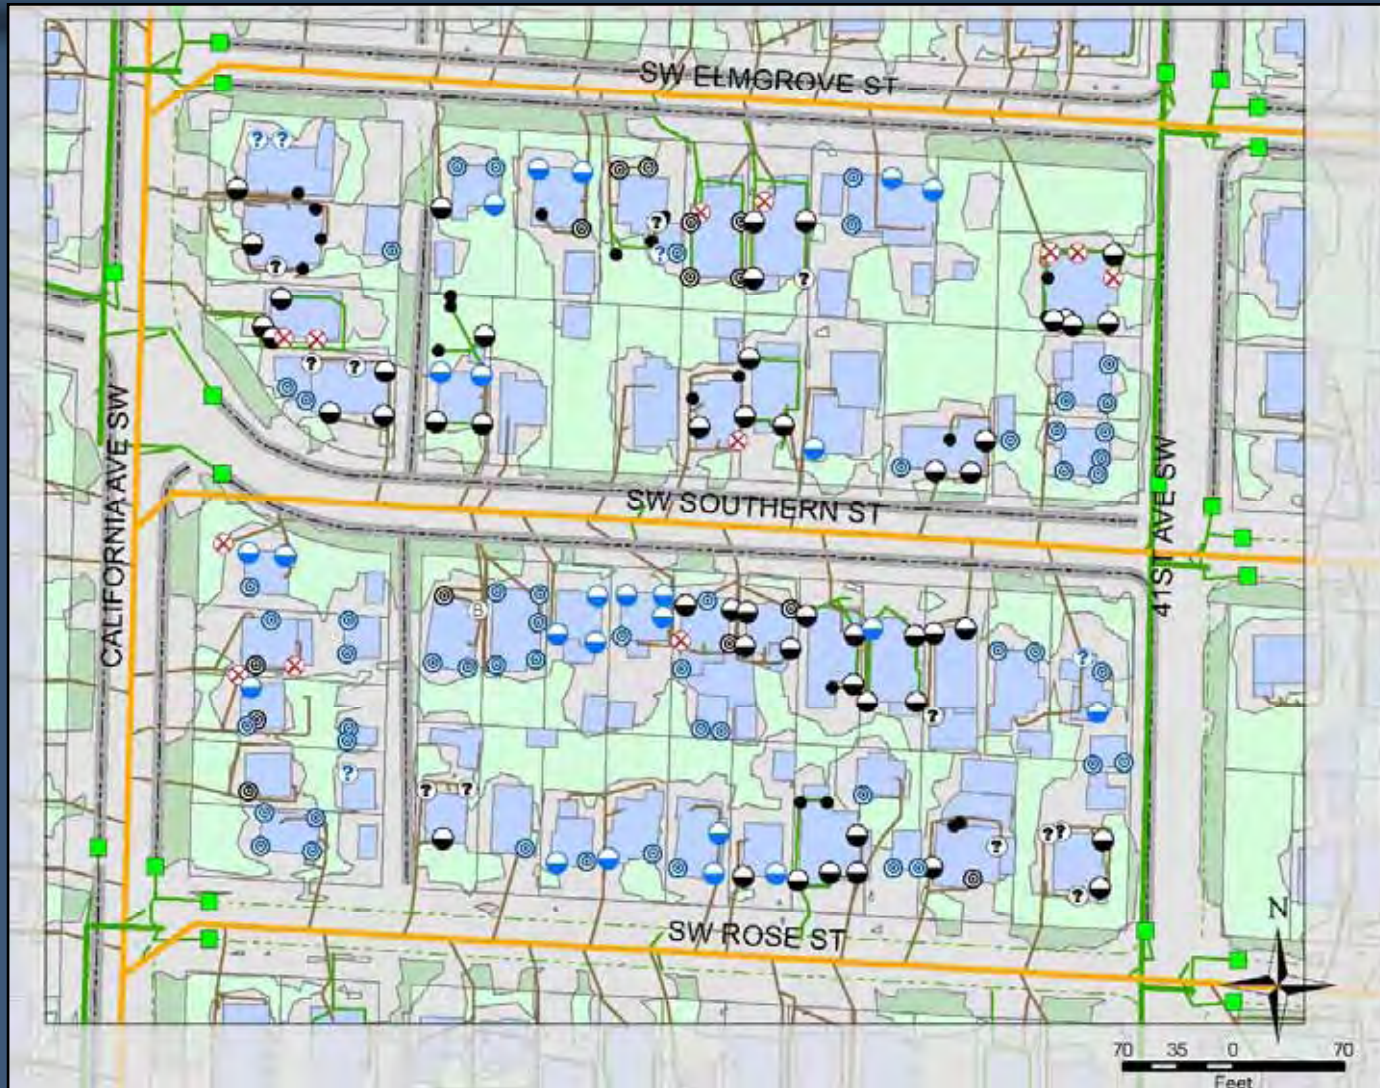 SW ELMGROVE ST
CALIFORNIA AVE SW
SW SOUTHERN ST
41ST AVE SW
SW ROSE ST
N
70 35 0 70
Feet
? ?
?
?
?
?
? ?
B
?
?
?
? ?
?
? ?
?